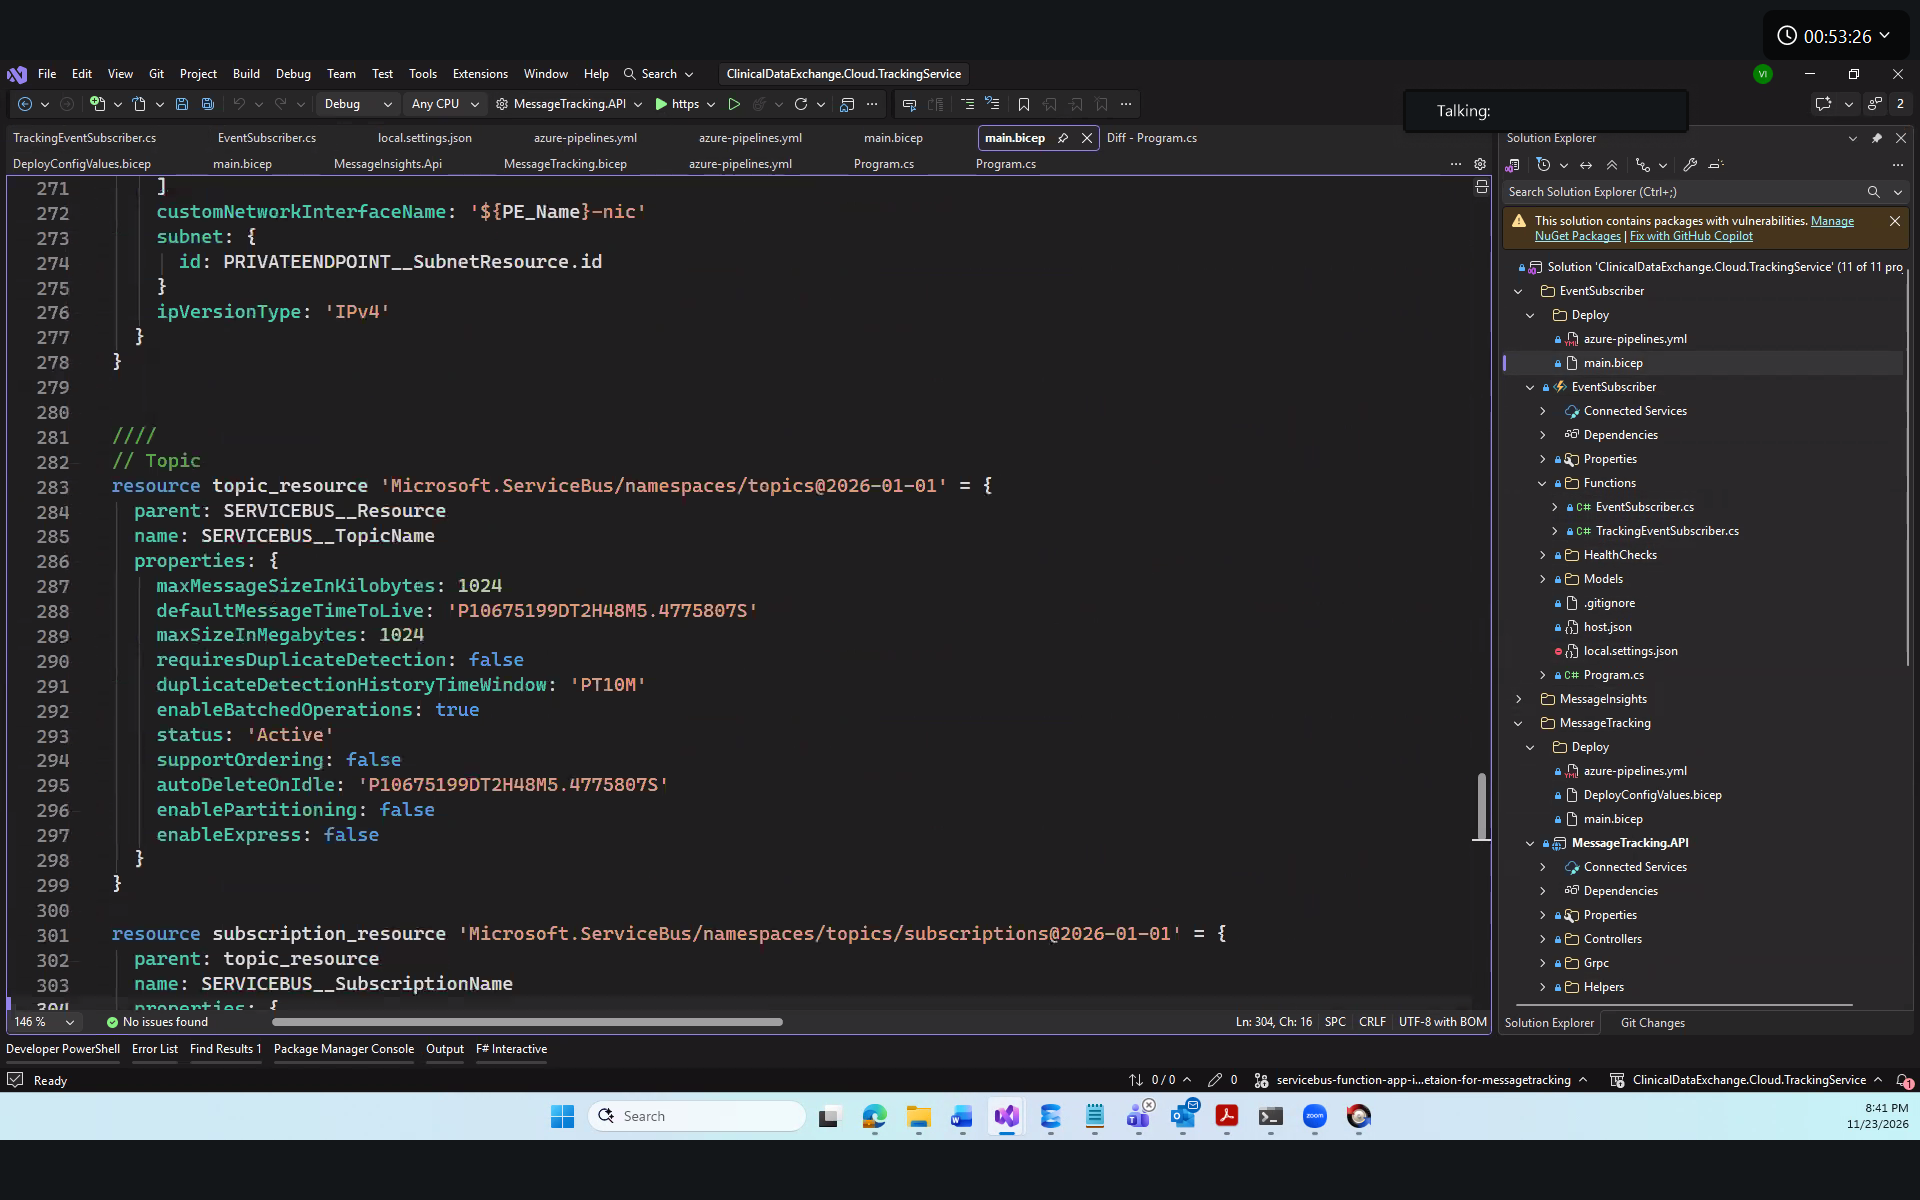 00:53:26
File Edit View Git Project Build Debug Team Test Tools Extensions Window Help Search ClinicalDataExchange.Cloud.TrackingService VI
Debug Any CPU MessageTracking.API https 2
Talking:
TrackingEventSubscriber.cs EventSubscriber.cs local.settings.json azure-pipelines.yml azure-pipelines.yml main.bicep main.bicep Diff - Program.cs
DeployConfigValues.bicep main.bicep MessageInsights.Api MessageTracking.bicep azure-pipelines.yml Program.cs Program.cs
271 ]
272 customNetworkInterfaceName: '${PE_Name}-nic'
273 subnet: {
274 id: PRIVATEENDPOINT__SubnetResource.id
275 }
276 ipVersionType: 'IPv4'
277 }
278 }
279
280
281 ////
282 // Topic
283 resource topic_resource 'Microsoft.ServiceBus/namespaces/topics@2026-01-01' = {
284 parent: SERVICEBUS__Resource
285 name: SERVICEBUS__TopicName
286 properties: {
287 maxMessageSizeInKilobytes: 1024
288 defaultMessageTimeToLive: 'P10675199DT2H48M5.4775807S'
289 maxSizeInMegabytes: 1024
290 requiresDuplicateDetection: false
291 duplicateDetectionHistoryTimeWindow: 'PT10M'
292 enableBatchedOperations: true
293 status: 'Active'
294 supportOrdering: false
295 autoDeleteOnIdle: 'P10675199DT2H48M5.4775807S'
296 enablePartitioning: false
297 enableExpress: false
298 }
299 }
300
301 resource subscription_resource 'Microsoft.ServiceBus/namespaces/topics/subscriptions@2026-01-01' = {
302 parent: topic_resource
303 name: SERVICEBUS__SubscriptionName
304 properties: {
146 % No issues found Ln: 304, Ch: 16 SPC CRLF UTF-8 with BOM
Solution Explorer
Search Solution Explorer (Ctrl+;)
This solution contains packages with vulnerabilities. Manage
NuGet Packages | Fix with GitHub Copilot
Solution 'ClinicalDataExchange.Cloud.TrackingService' (11 of 11 pro
EventSubscriber
Deploy
azure-pipelines.yml
main.bicep
EventSubscriber
Connected Services
Dependencies
Properties
Functions
C# EventSubscriber.cs
C# TrackingEventSubscriber.cs
HealthChecks
Models
.gitignore
host.json
local.settings.json
C# Program.cs
MessageInsights
MessageTracking
Deploy
azure-pipelines.yml
DeployConfigValues.bicep
main.bicep
MessageTracking.API
Connected Services
Dependencies
Properties
Controllers
Grpc
Helpers
Solution Explorer Git Changes
Developer PowerShell Error List Find Results 1 Package Manager Console Output F# Interactive
Ready 0 / 0 0 servicebus-function-app-i...etaion-for-messagetracking ClinicalDataExchange.Cloud.TrackingService 1
Search zoom
8:41 PM
11/23/2026